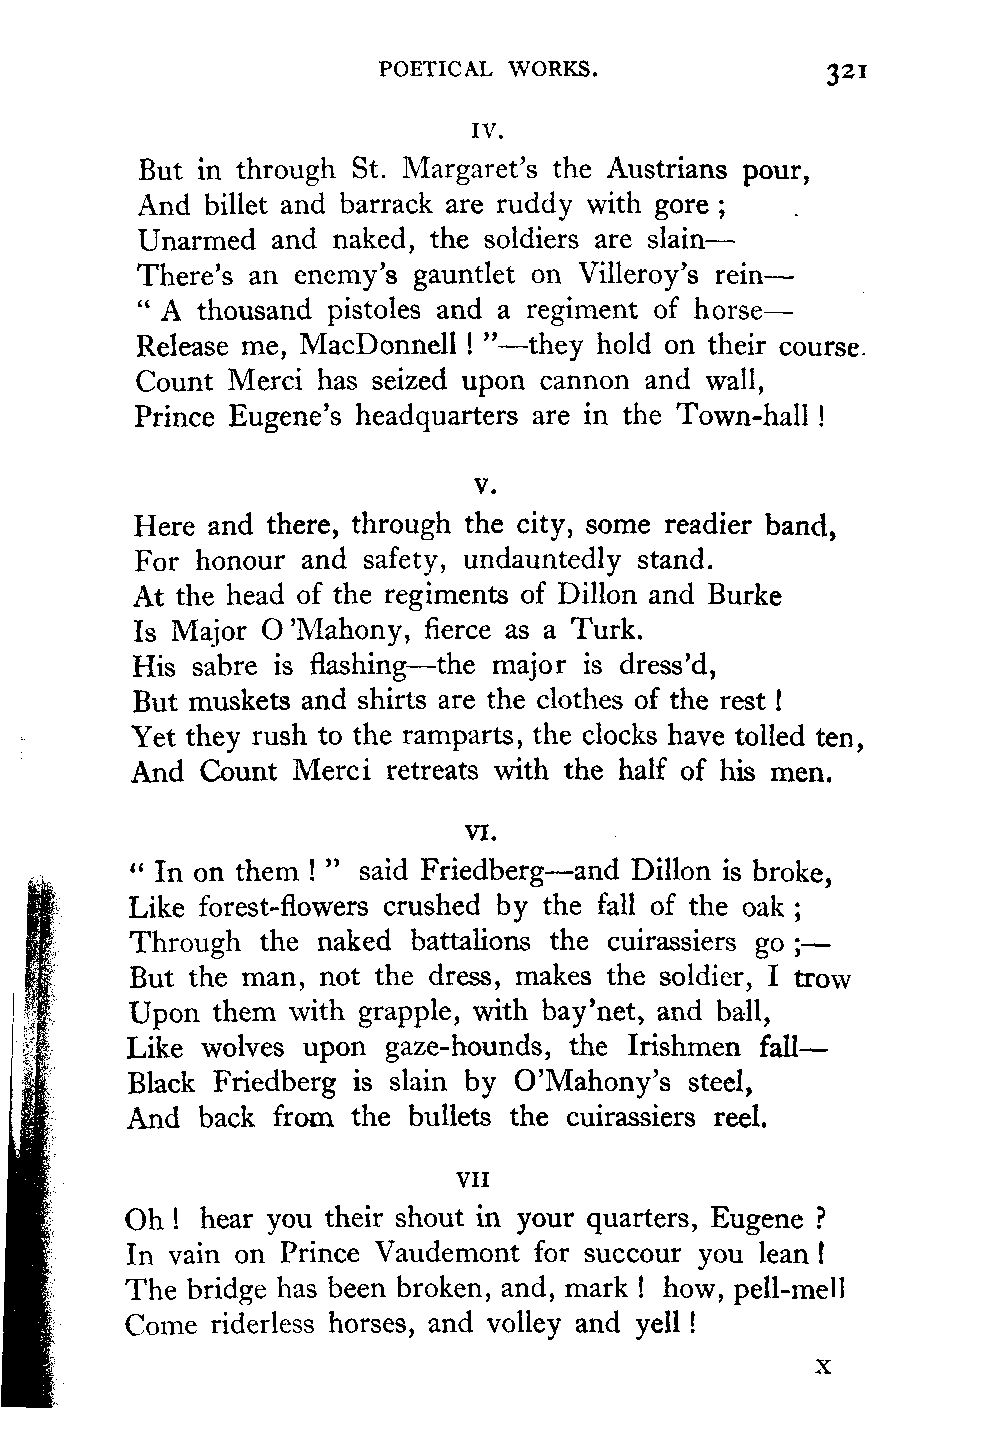 POETICAL WORKS. 321
IV.
But in through St. Margaret's the Austrians pour,
And billet and barrack are ruddy with gore ;
Unarmed and naked, the soldiers are slain—
There's an enemy's gauntlet on Villeroy's rein—
“ A thousand pistoles and a regiment of horse—
Release me, MacDonnell ! ”—they hold on their course.
Count Merci has seized upon cannon and wall,
Prince Eugene's headquarters are in the Town-hall !
V.
Here and there, through the city, some readier band,
For honour and safety, undauntedly stand.
At the head of the regiments of Dillon and Burke
Is Major O'Mahony, fierce as a Turk.
His sabre is flashing—the major is dress'd,
But muskets and shirts are the clothes of the rest !
Yet they rush to the ramparts, the clocks have tolled ten,
And Count Merci retreats with the half of his men.
VI.
“ In on them ! ” said Friedberg—and Dillon is broke,
Like forest-flowers crushed by the fall of the oak ;
Through the naked battalions the cuirassiers go ;—
But the man, not the dress, makes the soldier, I trow
Upon them with grapple, with bay'net, and ball,
Like wolves upon gaze-hounds, the Irishmen fall—
Black Friedberg is slain by O'Mahony's steel,
And back from the bullets the cuirassiers reel.
VII
Oh ! hear you their shout in your quarters, Eugene ?
In vain on Prince Vaudemont for succour you lean !
The bridge has been broken, and, mark ! how, pell-mell
Come riderless horses, and volley and yell !
X